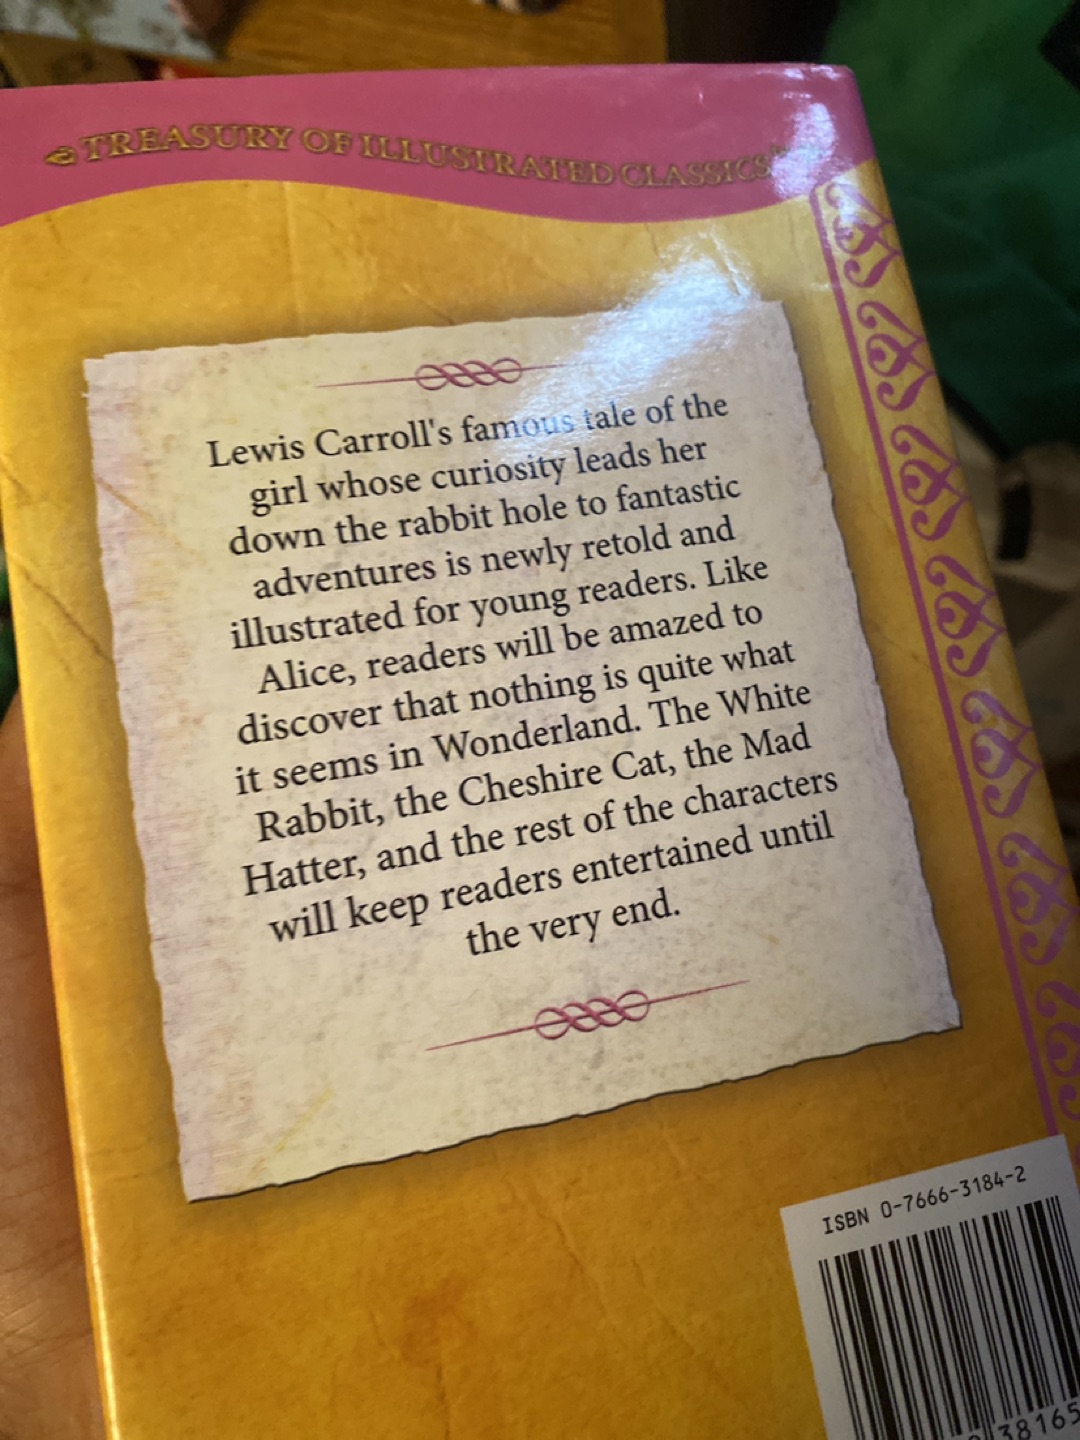 TREASURY OF ILLUSTRATED CLASSICS
Lewis Carroll's famous tale of the
girl whose curiosity leads her
down the rabbit hole to fantastic
adventures is newly retold and
illustrated for young readers. Like
Alice, readers will be amazed to
discover that nothing is quite what
it seems in Wonderland. The White
Rabbit, the Cheshire Cat, the Mad
Hatter, and the rest of the characters
will keep readers entertained until
the very end.
ISBN 0-7666-3184-2
38165